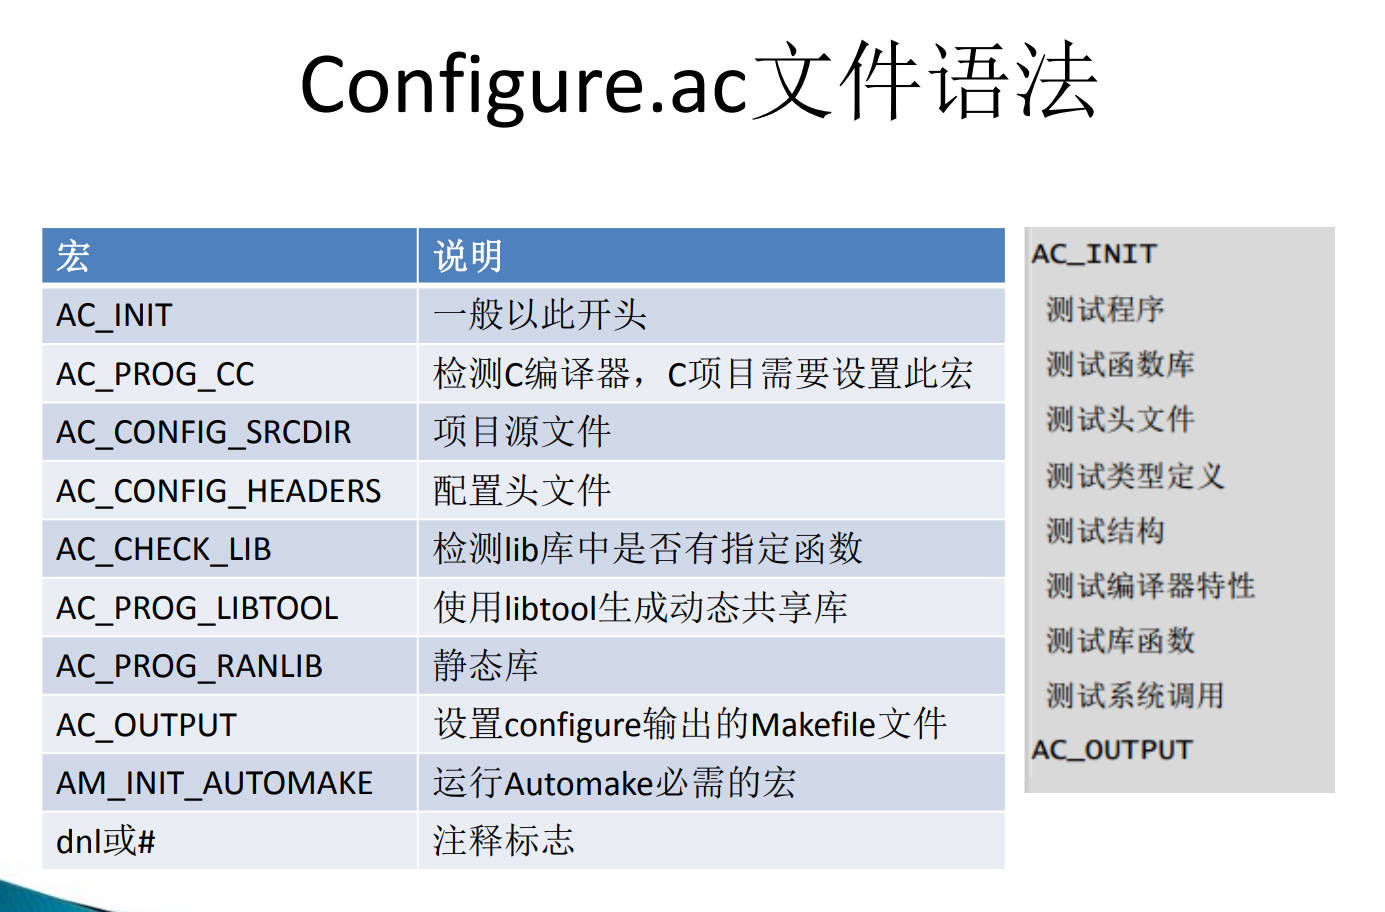 Configure.ac文件语法
宏 说明
AC_INIT 一般以此开头
AC_PROG_CC 检测C编译器，C项目需要设置此宏
AC_CONFIG_SRCDIR 项目源文件
AC_CONFIG_HEADERS 配置头文件
AC_CHECK_LIB 检测lib库中是否有指定函数
AC_PROG_LIBTOOL 使用libtool生成动态共享库
AC_PROG_RANLIB 静态库
AC_OUTPUT 设置configure输出的Makefile文件
AM_INIT_AUTOMAKE 运行Automake必需的宏
dnl或# 注释标志
AC_INIT
测试程序
测试函数库
测试头文件
测试类型定义
测试结构
测试编译器特性
测试库函数
测试系统调用
AC_OUTPUT